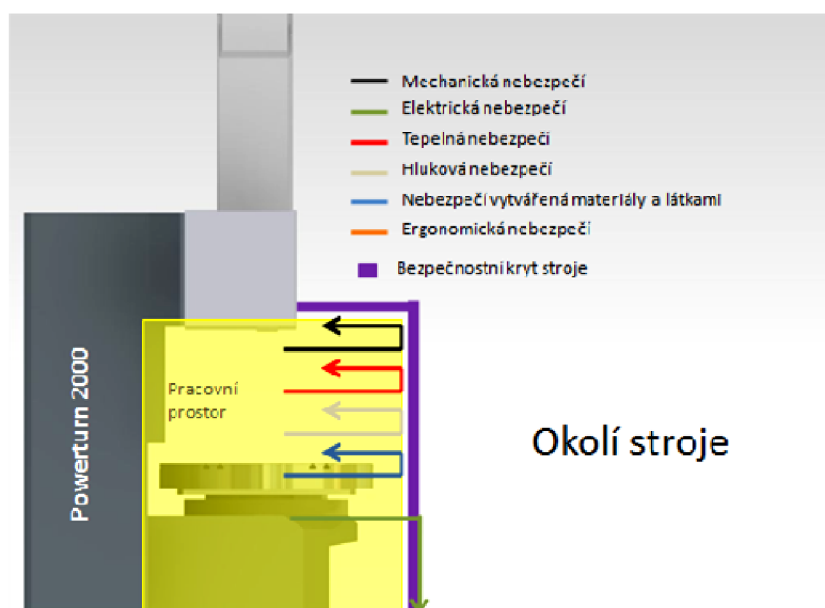 Mechanická nebezpečí
Elektrická nebezpečí
Tepelná nebezpečí
Hluková nebezpečí
Nebezpečí vytvářená materiály a látkami
Ergonomická nebezpečí
Bezpečnostní kryt stroje
Powerturn 2000
Pracovní
prostor
Okolí stroje